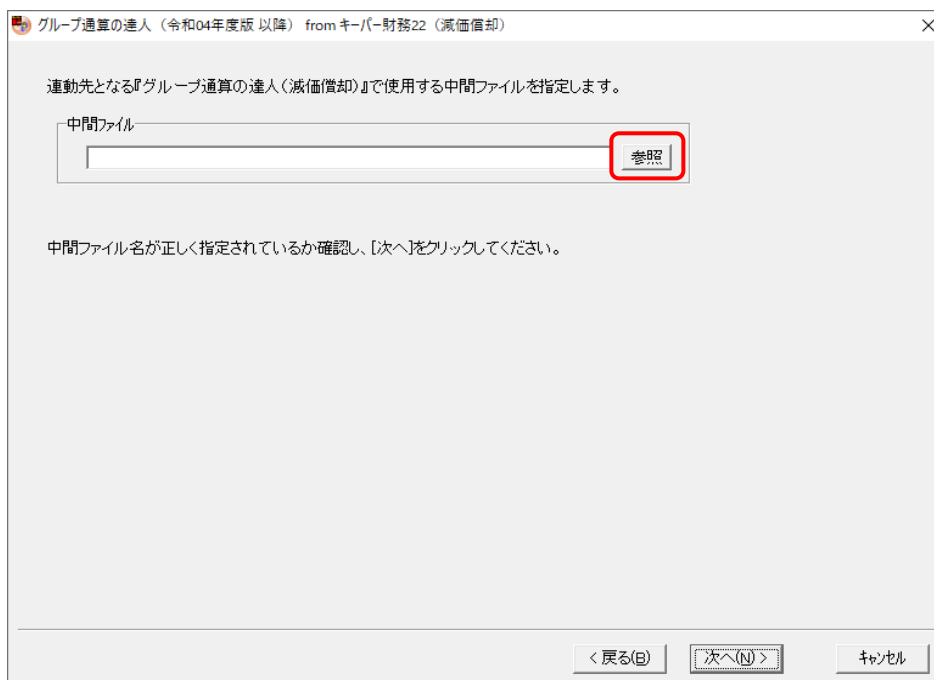 グループ通算の達人（令和04年度版 以降） from キーパー財務22（減価償却）
連動先となる『グループ通算の達人（減価償却）』で使用する中間ファイルを指定します。
中間ファイル
参照
中間ファイル名が正しく指定されているか確認し、[次へ]をクリックしてください。
< 戻る(B)
次へ(N) >
キャンセル